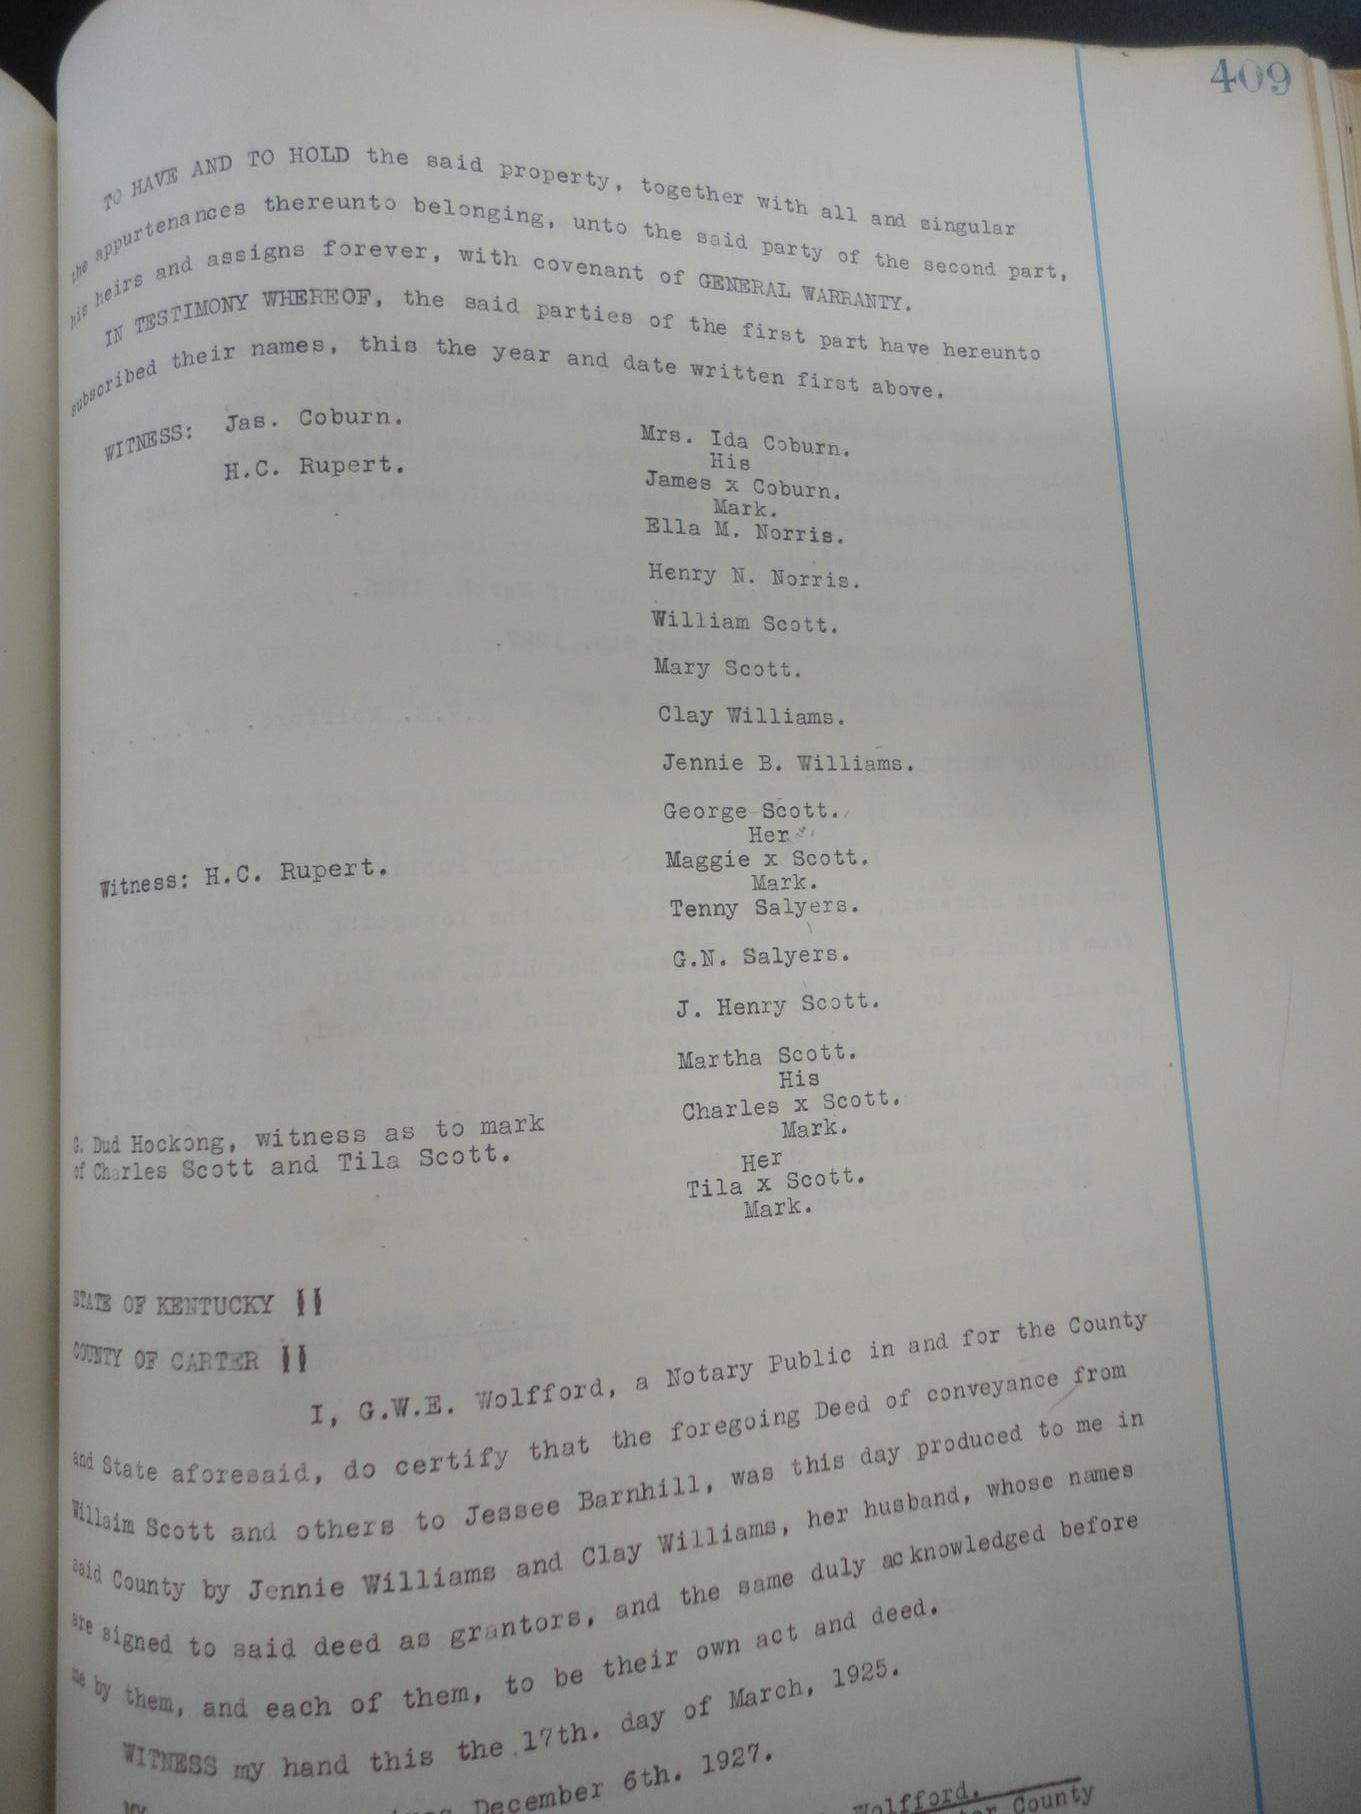 409
TO HAVE AND TO HOLD the said property, together with all and singular
the appurtenances thereunto belonging, unto the said party of the second part,
his heirs and assigns forever, with covenant of GENERAL WARRANTY.
IN TESTIMONY WHEREOF, the said parties of the first part have hereunto
subscribed their names, this the year and date written first above.
WITNESS: Jas. Coburn. Mrs. Ida Coburn.
His
H.C. Rupert. James x Coburn.
Mark.
Ella M. Norris.
Henry N. Norris.
William Scott.
Mary Scott.
Clay Williams.
Jennie B. Williams.
George Scott.
Her
Witness: H.C. Rupert. Maggie x Scott.
Mark.
Tenny Salyers.
G.N. Salyers.
J. Henry Scott.
Martha Scott.
His
Charles x Scott.
G. Dud Hockong, witness as to mark Mark.
of Charles Scott and Tila Scott. Her
Tila x Scott.
Mark.
STATE OF KENTUCKY ))
COUNTY OF CARTER ))
I, G.W.E. Wolfford, a Notary Public in and for the County
and State aforesaid, do certify that the foregoing Deed of conveyance from
Willaim Scott and others to Jessee Barnhill, was this day produced to me in
said County by Jennie Williams and Clay Williams, her husband, whose names
are signed to said deed as grantors, and the same duly acknowledged before
me by them, and each of them, to be their own act and deed.
WITNESS my hand this the 17th. day of March, 1925.
December 6th. 1927.
Wolfford.
County